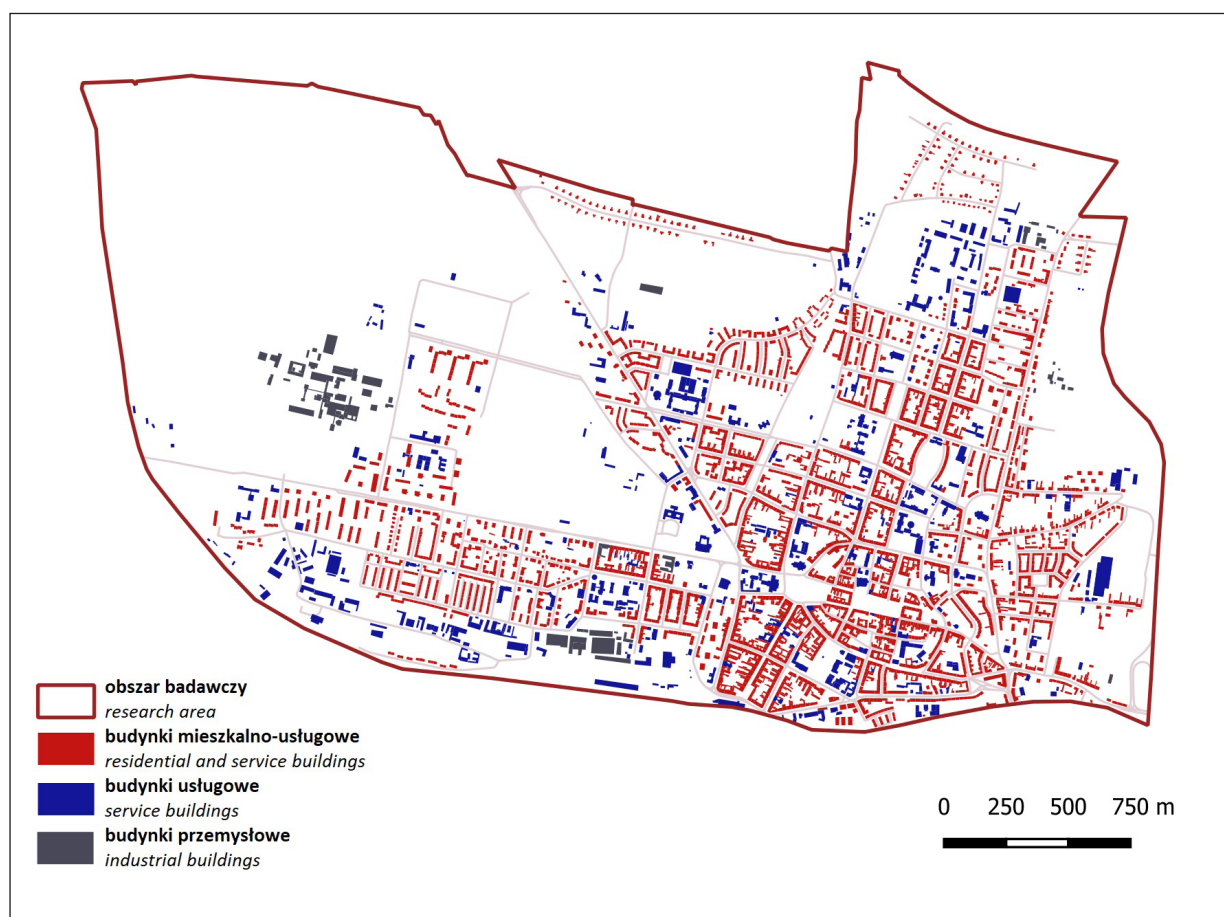 obszar badawczy
research area
budynki mieszkalno-usługowe
residential and service buildings
budynki usługowe
service buildings
budynki przemysłowe
industrial buildings
0 250 500 750 m